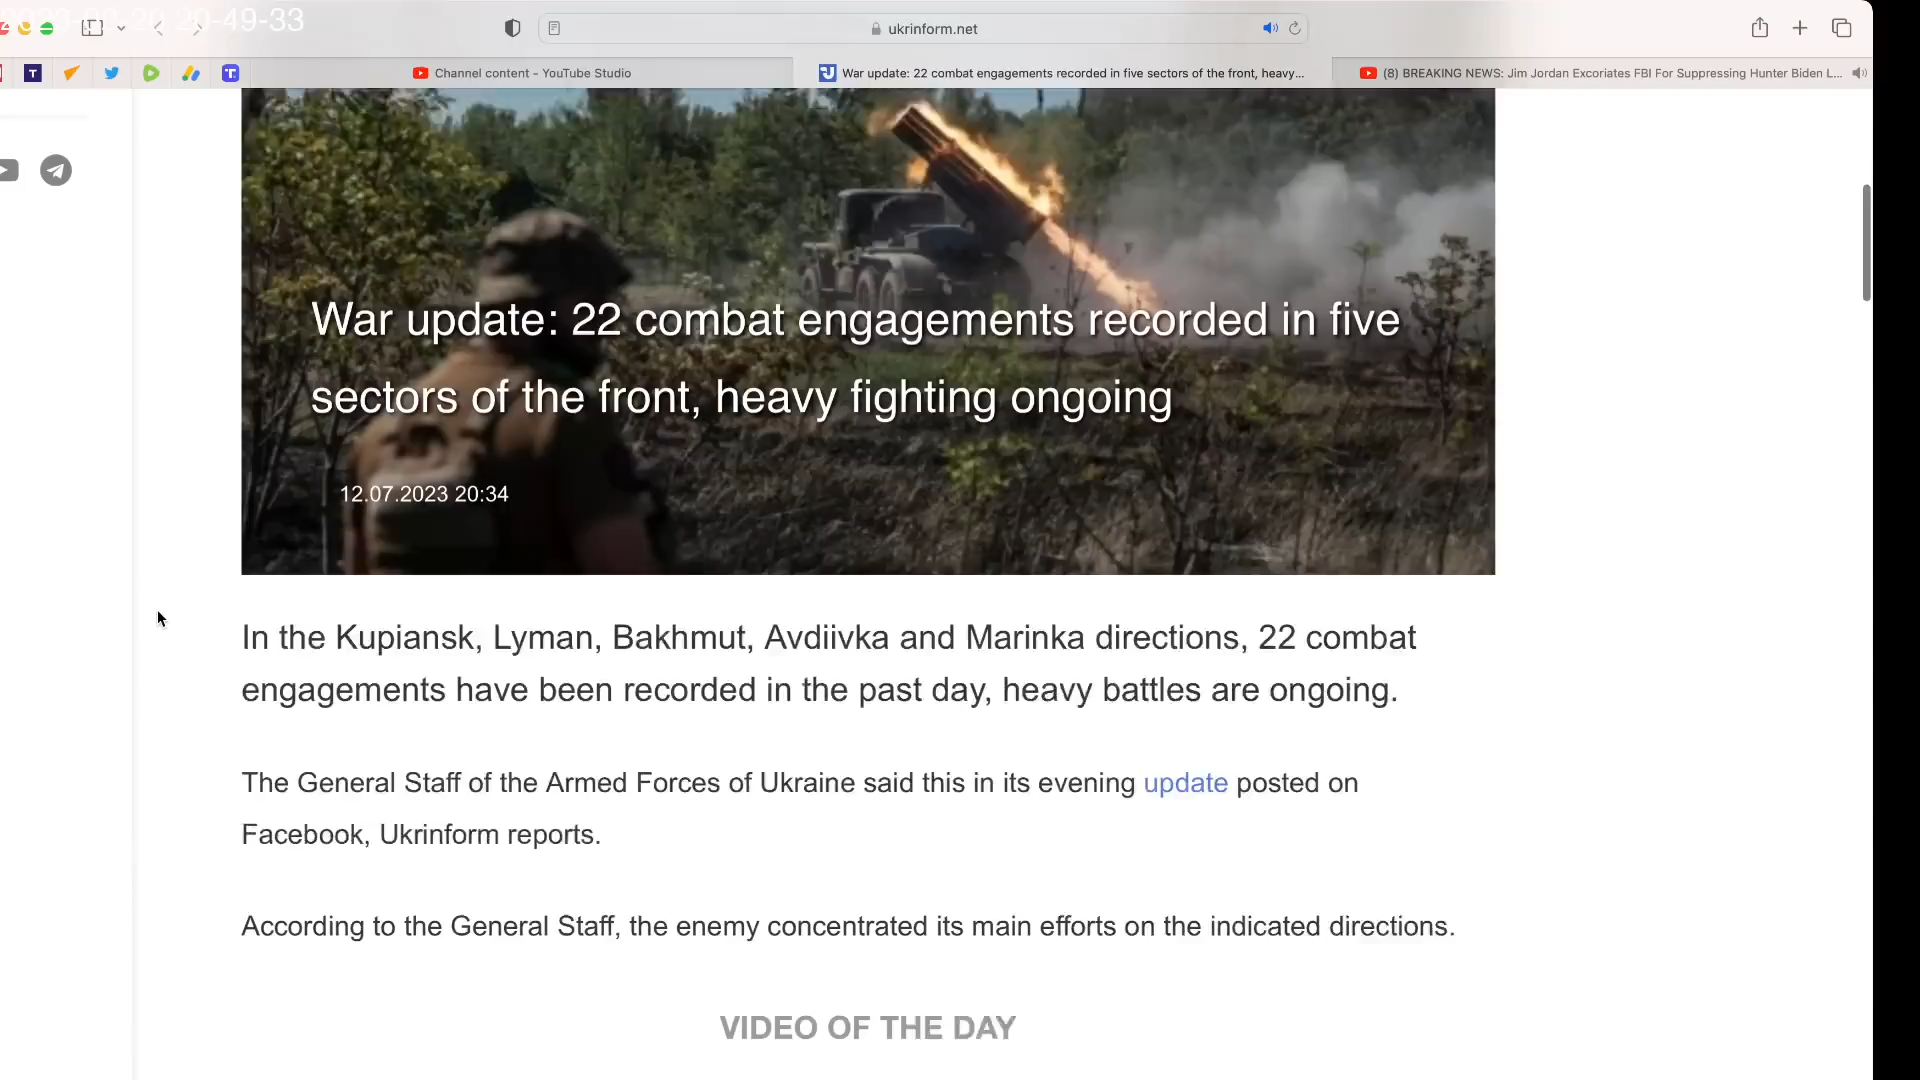 20-49-33
ukrinform.net
T
T
Channel content - YouTube Studio
War update: 22 combat engagements recorded in five sectors of the front, heavy...
(8) BREAKING NEWS: Jim Jordan Excoriates FBI For Suppressing Hunter Biden L...
War update: 22 combat engagements recorded in five
sectors of the front, heavy fighting ongoing
12.07.2023 20:34
In the Kupiansk, Lyman, Bakhmut, Avdiivka and Marinka directions, 22 combat
engagements have been recorded in the past day, heavy battles are ongoing.
The General Staff of the Armed Forces of Ukraine said this in its evening update posted on
Facebook, Ukrinform reports.
According to the General Staff, the enemy concentrated its main efforts on the indicated directions.
VIDEO OF THE DAY